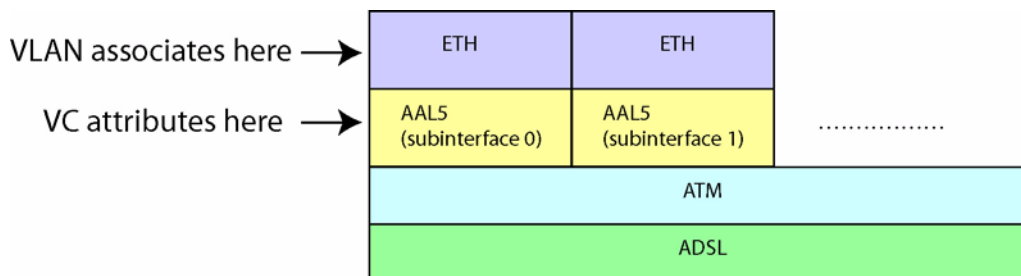 VLAN associates here
ETH
ETH
VC attributes here
AAL5
(subinterface 0)
AAL5
(subinterface 1)
.................
ATM
ADSL